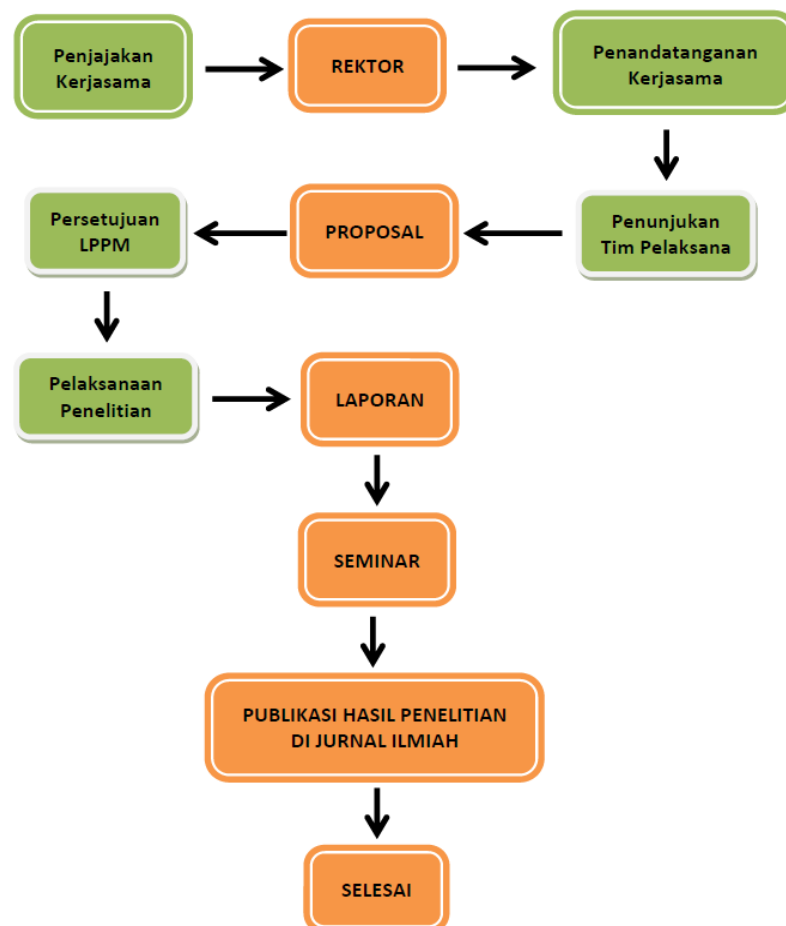 Penjajakan
Kerjasama
REKTOR
Penandatanganan
Kerjasama
Penunjukan
Tim Pelaksana
PROPOSAL
Persetujuan
LPPM
Pelaksanaan
Penelitian
LAPORAN
SEMINAR
PUBLIKASI HASIL PENELITIAN
DI JURNAL ILMIAH
SELESAI